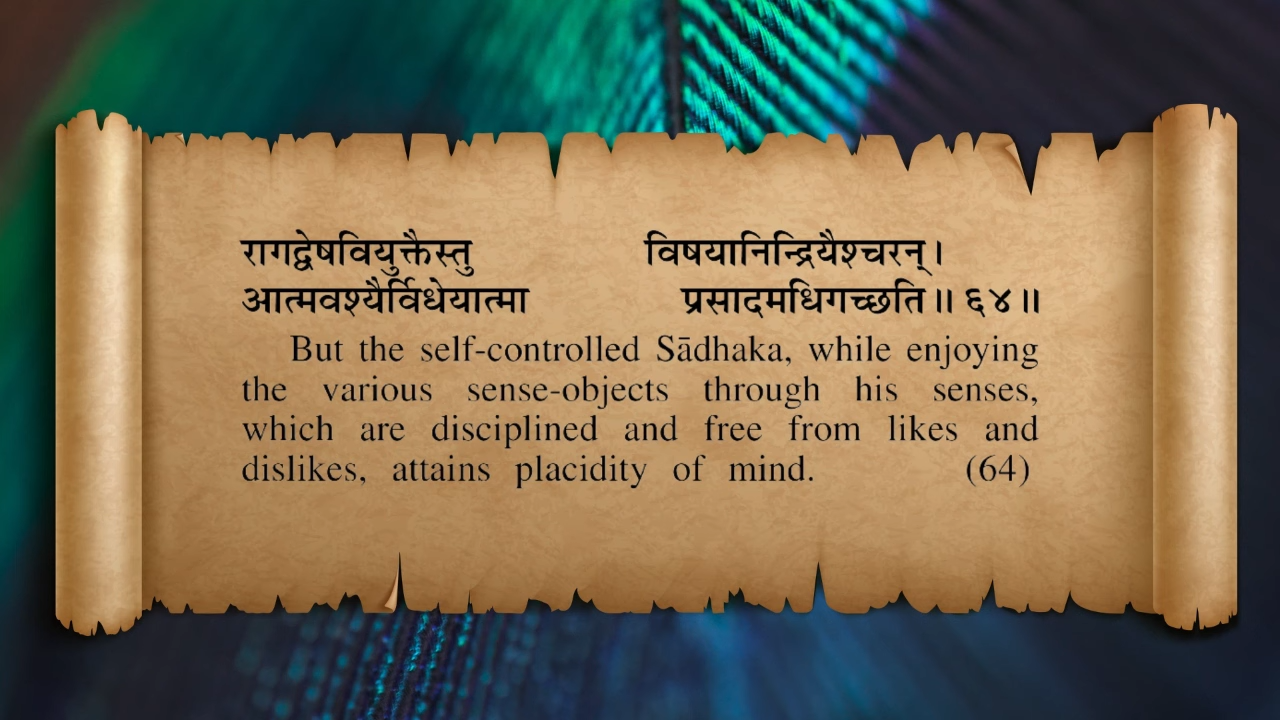 रागद्वेषवियुक्तैस्तु विषयानिन्द्रियैश्चरन्।
आत्मवश्यैर्विधेयात्मा प्रसादमधिगच्छति॥ ६४॥
But the self-controlled Sādhaka, while enjoying
the various sense-objects through his senses,
which are disciplined and free from likes and
dislikes, attains placidity of mind. (64)